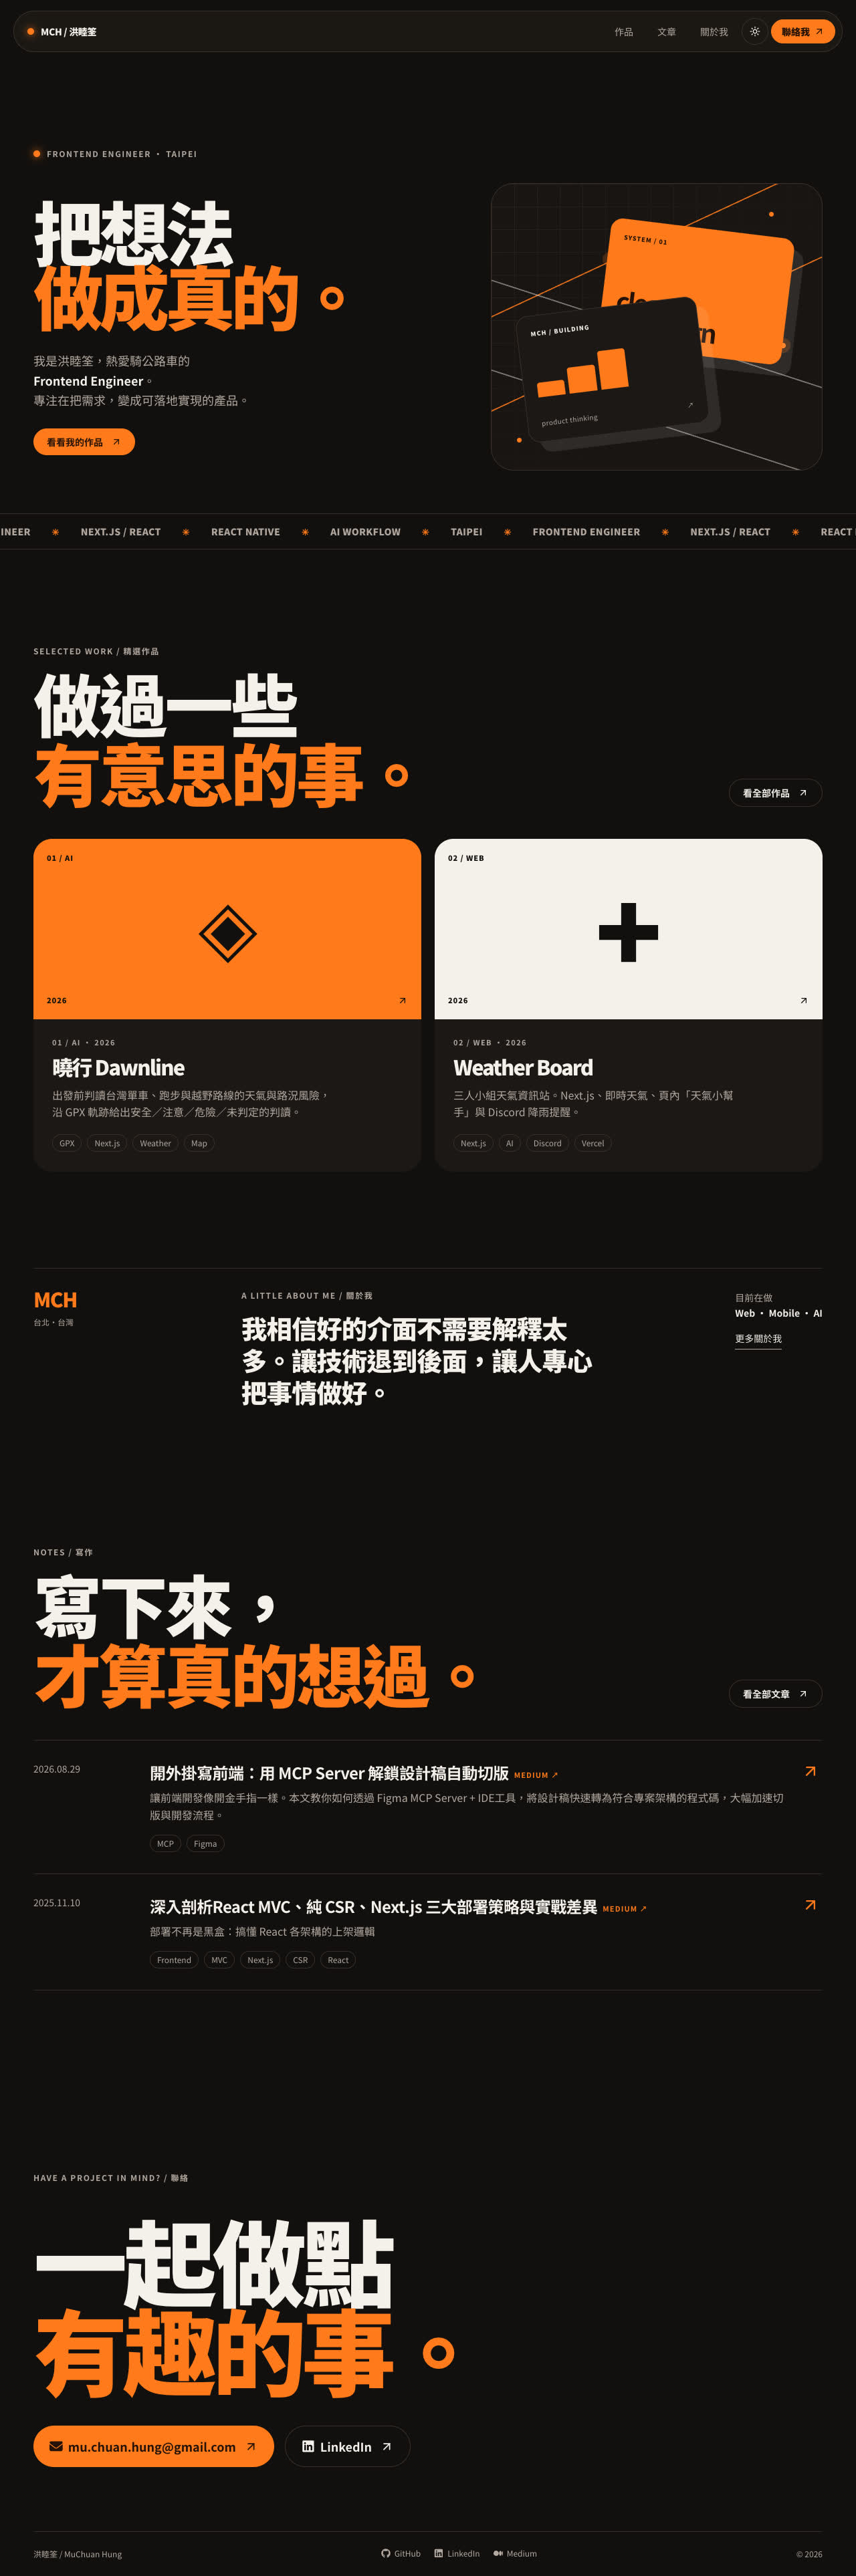 MCH / 洪睦筌
作品 文章 關於我 聯絡我
FRONTEND ENGINEER · TAIPEI
把想法
做成真的。
我是洪睦筌，熱愛騎公路車的
Frontend Engineer。
專注在把需求，變成可落地實現的產品。
看看我的作品
SYSTEM / 01
MCH / BUILDING
product thinking
INEER NEXT.JS / REACT REACT NATIVE AI WORKFLOW TAIPEI FRONTEND ENGINEER NEXT.JS / REACT REACT
SELECTED WORK / 精選作品
做過一些
有意思的事。
看全部作品
01 / AI
2026
01 / AI · 2026
曉行 Dawnline
出發前判讀台灣單車、跑步與越野路線的天氣與路況風險，
沿 GPX 軌跡給出安全／注意／危險／未判定的判讀。
GPX Next.js Weather Map
02 / WEB
2026
02 / WEB · 2026
Weather Board
三人小組天氣資訊站。Next.js、即時天氣、頁內「天氣小幫
手」與 Discord 降雨提醒。
Next.js AI Discord Vercel
MCH
台北・台灣
A LITTLE ABOUT ME / 關於我
我相信好的介面不需要解釋太
多。讓技術退到後面，讓人專心
把事情做好。
目前在做
Web · Mobile · AI
更多關於我
NOTES / 寫作
寫下來，
才算真的想過。
看全部文章
2026.08.29
開外掛寫前端：用 MCP Server 解鎖設計稿自動切版 MEDIUM ↗
讓前端開發像開金手指一樣。本文教你如何透過 Figma MCP Server + IDE工具，將設計稿快速轉為符合專案架構的程式碼，大幅加速切
版與開發流程。
MCP Figma
2025.11.10
深入剖析React MVC、純 CSR、Next.js 三大部署策略與實戰差異 MEDIUM ↗
部署不再是黑盒：搞懂 React 各架構的上架邏輯
Frontend MVC Next.js CSR React
HAVE A PROJECT IN MIND? / 聯絡
一起做點
有趣的事。
mu.chuan.hung@gmail.com LinkedIn
洪睦筌 / MuChuan Hung
GitHub LinkedIn Medium
© 2026